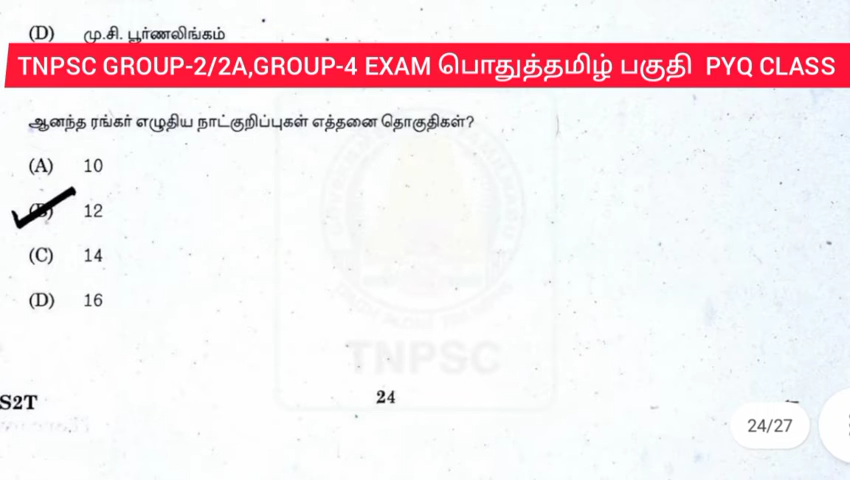 (D) மு.சி. பூர்ணலிங்கம்
TNPSC GROUP-2/2A,GROUP-4 EXAM பொதுத்தமிழ் பகுதி PYQ CLASS
ஆனந்த ரங்கர் எழுதிய நாட்குறிப்புகள் எத்தனை தொகுதிகள்?
(A) 10
(B) 12
(C) 14
(D) 16
TNPSC
S2T 24
24/27